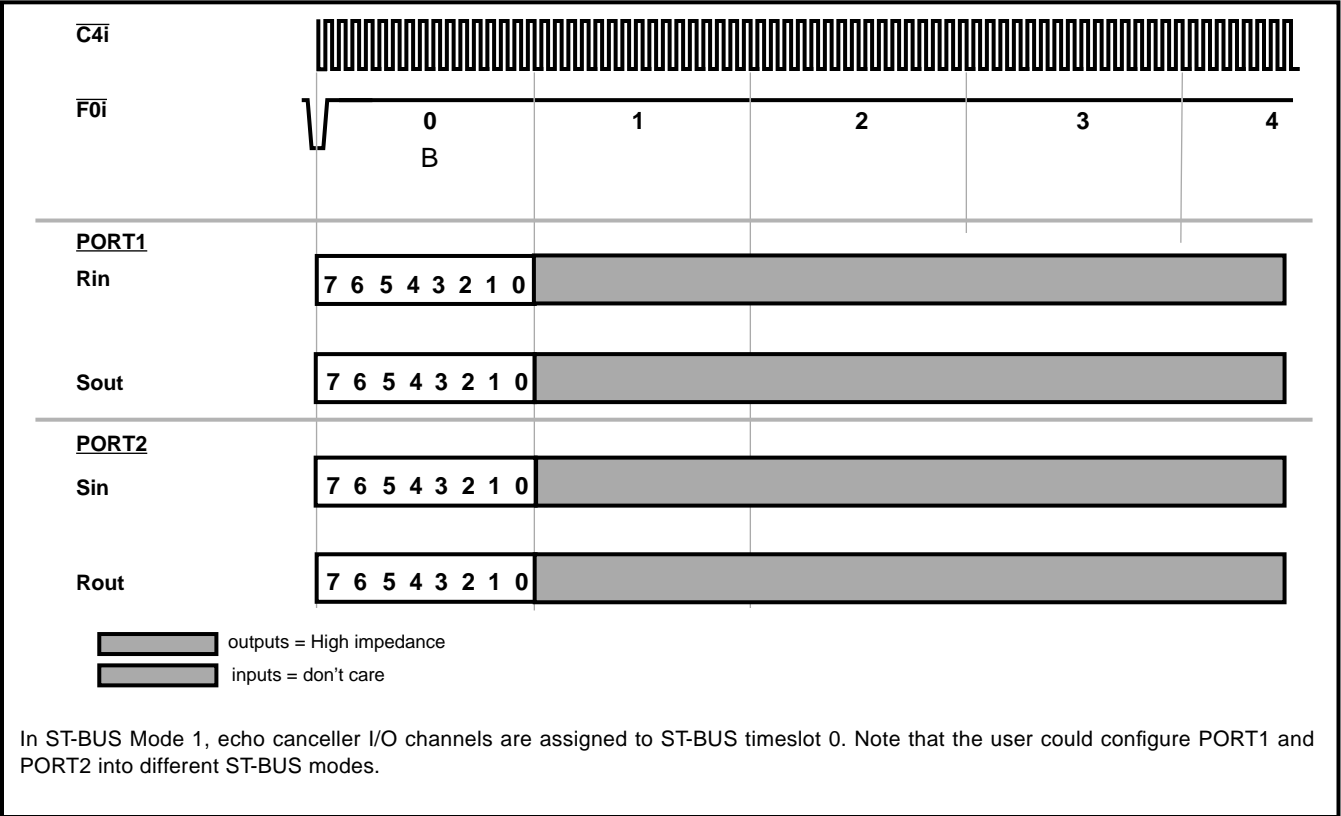 C4i
F0i
0 1 2 3 4
B
PORT1
Rin 7 6 5 4 3 2 1 0
Sout 7 6 5 4 3 2 1 0
PORT2
Sin 7 6 5 4 3 2 1 0
Rout 7 6 5 4 3 2 1 0
outputs = High impedance
inputs = don't care
In ST-BUS Mode 1, echo canceller I/O channels are assigned to ST-BUS timeslot 0. Note that the user could configure PORT1 and
PORT2 into different ST-BUS modes.